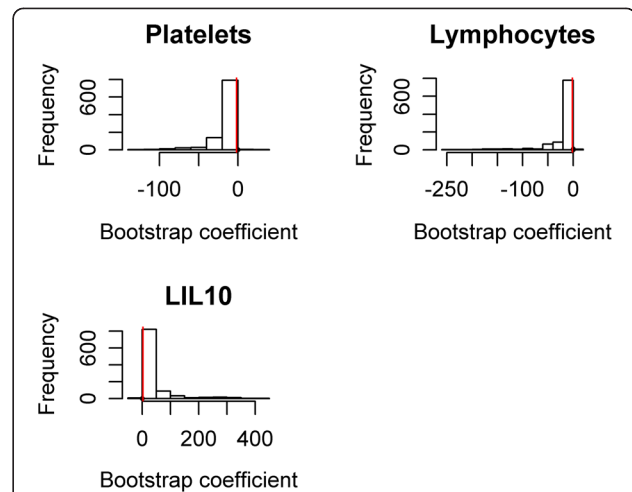 Platelets
Frequency
600
0
-100 0
Bootstrap coefficient
Lymphocytes
Frequency
600
0
-250 -100 0
Bootstrap coefficient
LIL10
Frequency
600
0
0 200 400
Bootstrap coefficient